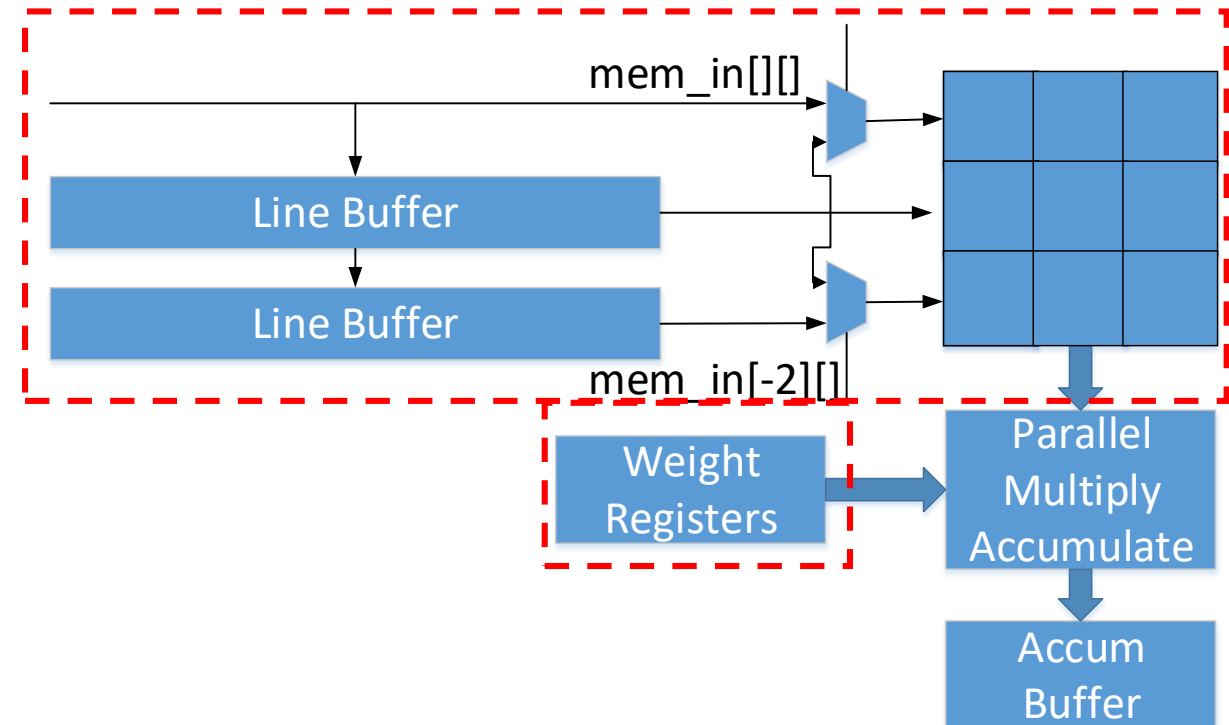 mem_in[][]
Line Buffer
Line Buffer
mem_in[-2][]
Weight
Registers
Parallel
Multiply
Accumulate
Accum
Buffer